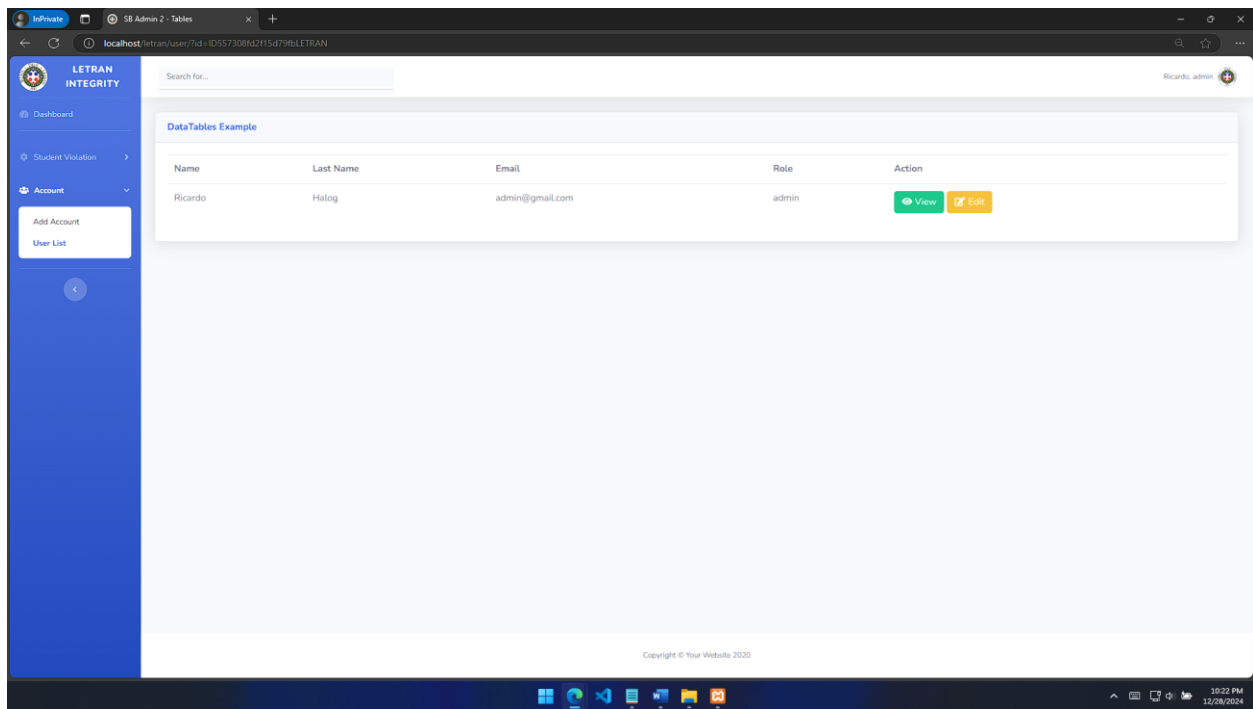 InPrivate
SB Admin 2 - Tables
localhost/letran/user/?id=ID557308fd2f15d79fbLETRAN
LETRAN
INTEGRITY
Search for...
Ricardo, admin
Dashboard
Student Violation
Account
Add Account
User List
DataTables Example
Name Last Name Email Role Action
Ricardo Halog admin@gmail.com admin View Edit
Copyright © Your Website 2020
10:22 PM
12/28/2024